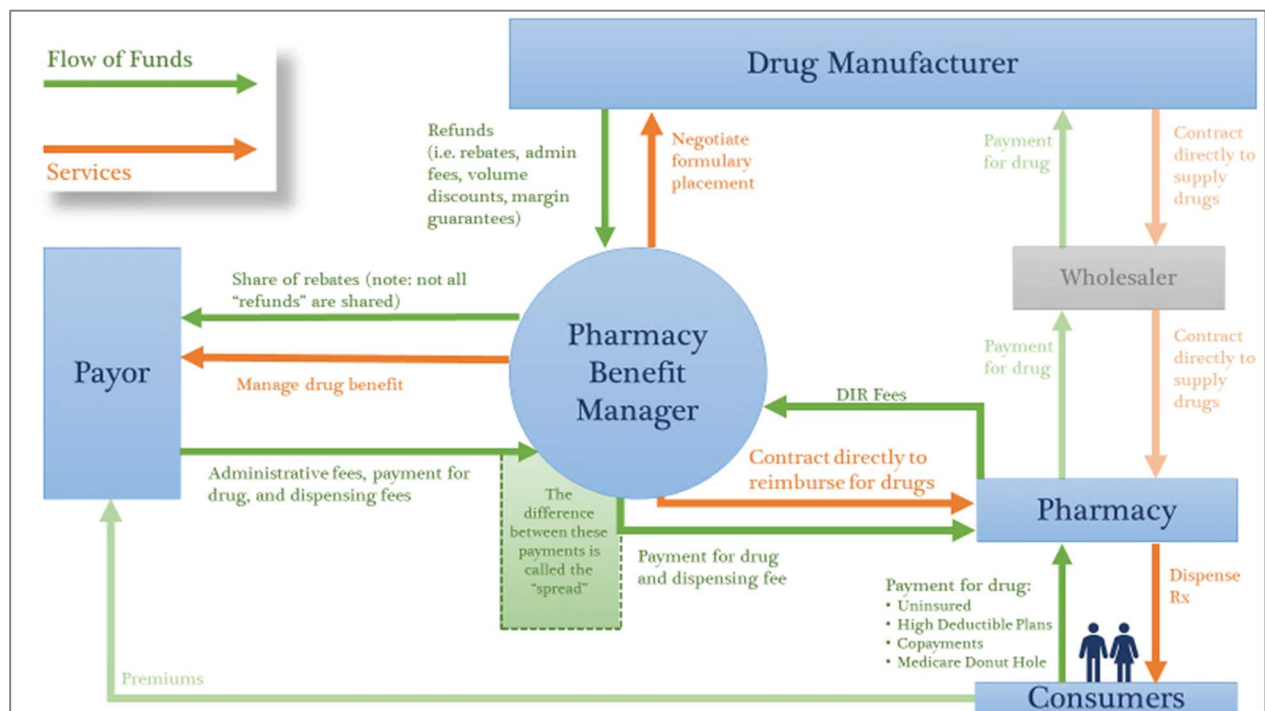 Flow of Funds
Services
Drug Manufacturer
Refunds
(i.e. rebates, admin
fees, volume
discounts, margin
guarantees)
Negotiate
formulary
placement
Payment
for drug
Contract
directly to
supply
drugs
Wholesaler
Share of rebates (note: not all
"refunds" are shared)
Payor
Manage drug benefit
Pharmacy
Benefit
Manager
Payment
for drug
Contract
directly to
supply
drugs
DIR Fees
Administrative fees, payment for
drug, and dispensing fees
Contract directly to
reimburse for drugs
Pharmacy
The
difference
between these
payments is
called the
"spread"
Payment for drug
and dispensing fee
Payment for drug:
• Uninsured
• High Deductible Plans
• Copayments
• Medicare Donut Hole
Dispense
Rx
Premiums
Consumers